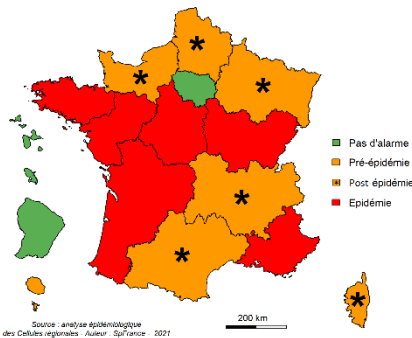 Pas d'alarme
Pré-épidémie
* Post épidémie
Epidémie
200 km
Source : analyse épidémiologique
des Cellules régionales - Auteur : SpFrance - 2021